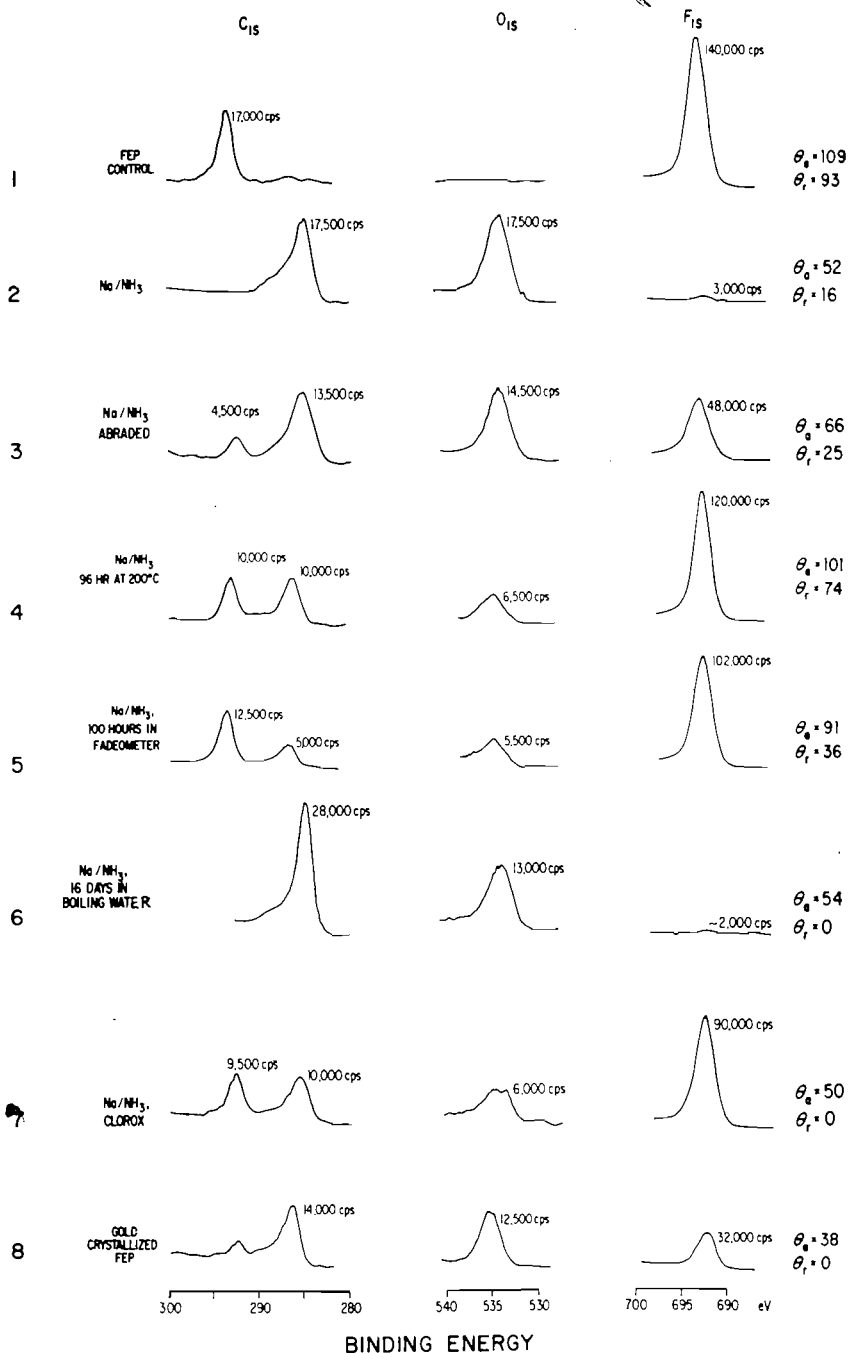 C1S O1S F1S
1
FEP
CONTROL
17,000 cps
140,000 cps
θa = 109
θr = 93
2
Na/NH3
17,500 cps
17,500 cps
3,000 cps
θa = 52
θr = 16
3
Na/NH3
ABRADED
4,500 cps
13,500 cps
14,500 cps
48,000 cps
θa = 66
θr = 25
4
Na/NH3
96 HR AT 200°C
10,000 cps
10,000 cps
6,500 cps
120,000 cps
θa = 101
θr = 74
5
Na/NH3,
100 HOURS IN
FADEOMETER
12,500 cps
5,000 cps
5,500 cps
102,000 cps
θa = 91
θr = 36
6
Na/NH3,
16 DAYS IN
BOILING WATER
28,000 cps
13,000 cps
~2,000 cps
θa = 54
θr = 0
7
Na/NH3,
CLOROX
9,500 cps
10,000 cps
6,000 cps
90,000 cps
θa = 50
θr = 0
8
GOLD
CRYSTALLIZED
FEP
14,000 cps
12,500 cps
32,000 cps
θa = 38
θr = 0
300 290 280 540 535 530 700 695 690 eV
BINDING ENERGY